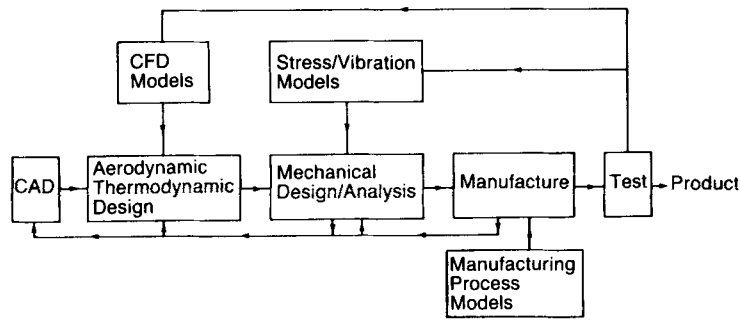 CFD
Models
Stress/Vibration
Models
CAD
Aerodynamic
Thermodynamic
Design
Mechanical
Design/Analysis
Manufacture
Test
Product
Manufacturing
Process
Models